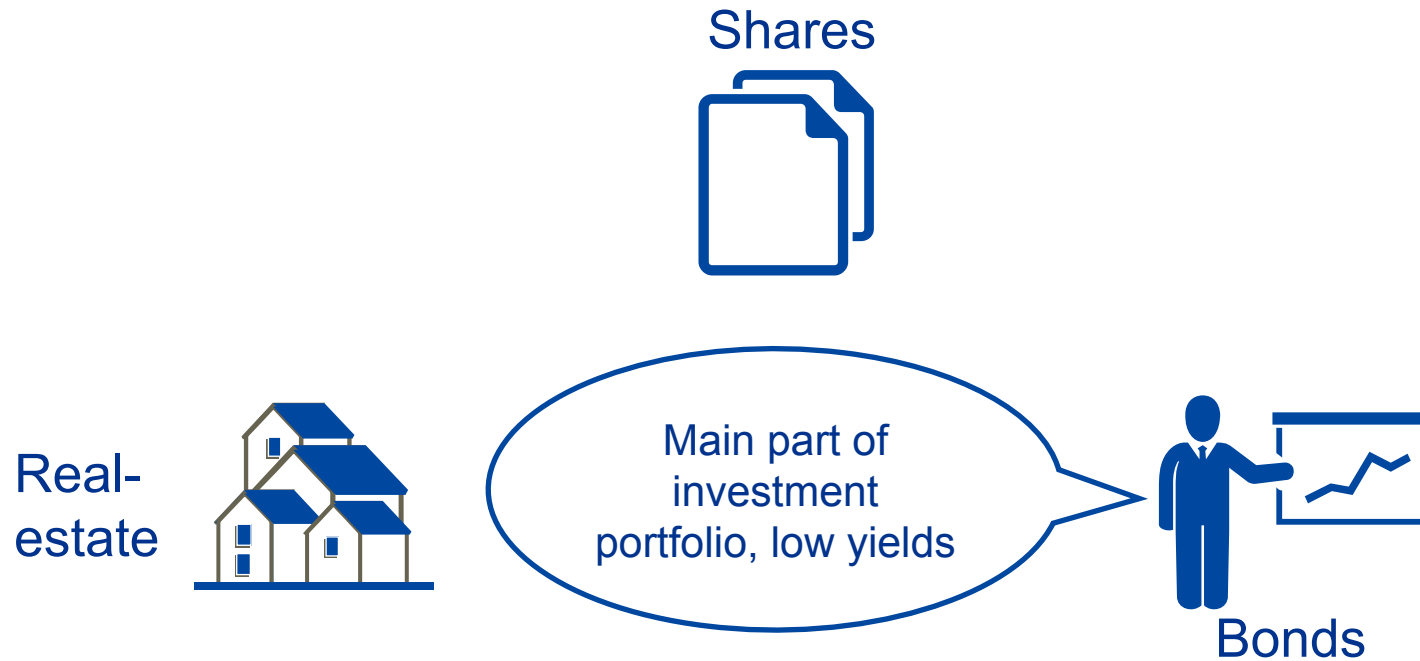 Shares
Main part of
investment
portfolio, low yields
Real-
estate
Bonds